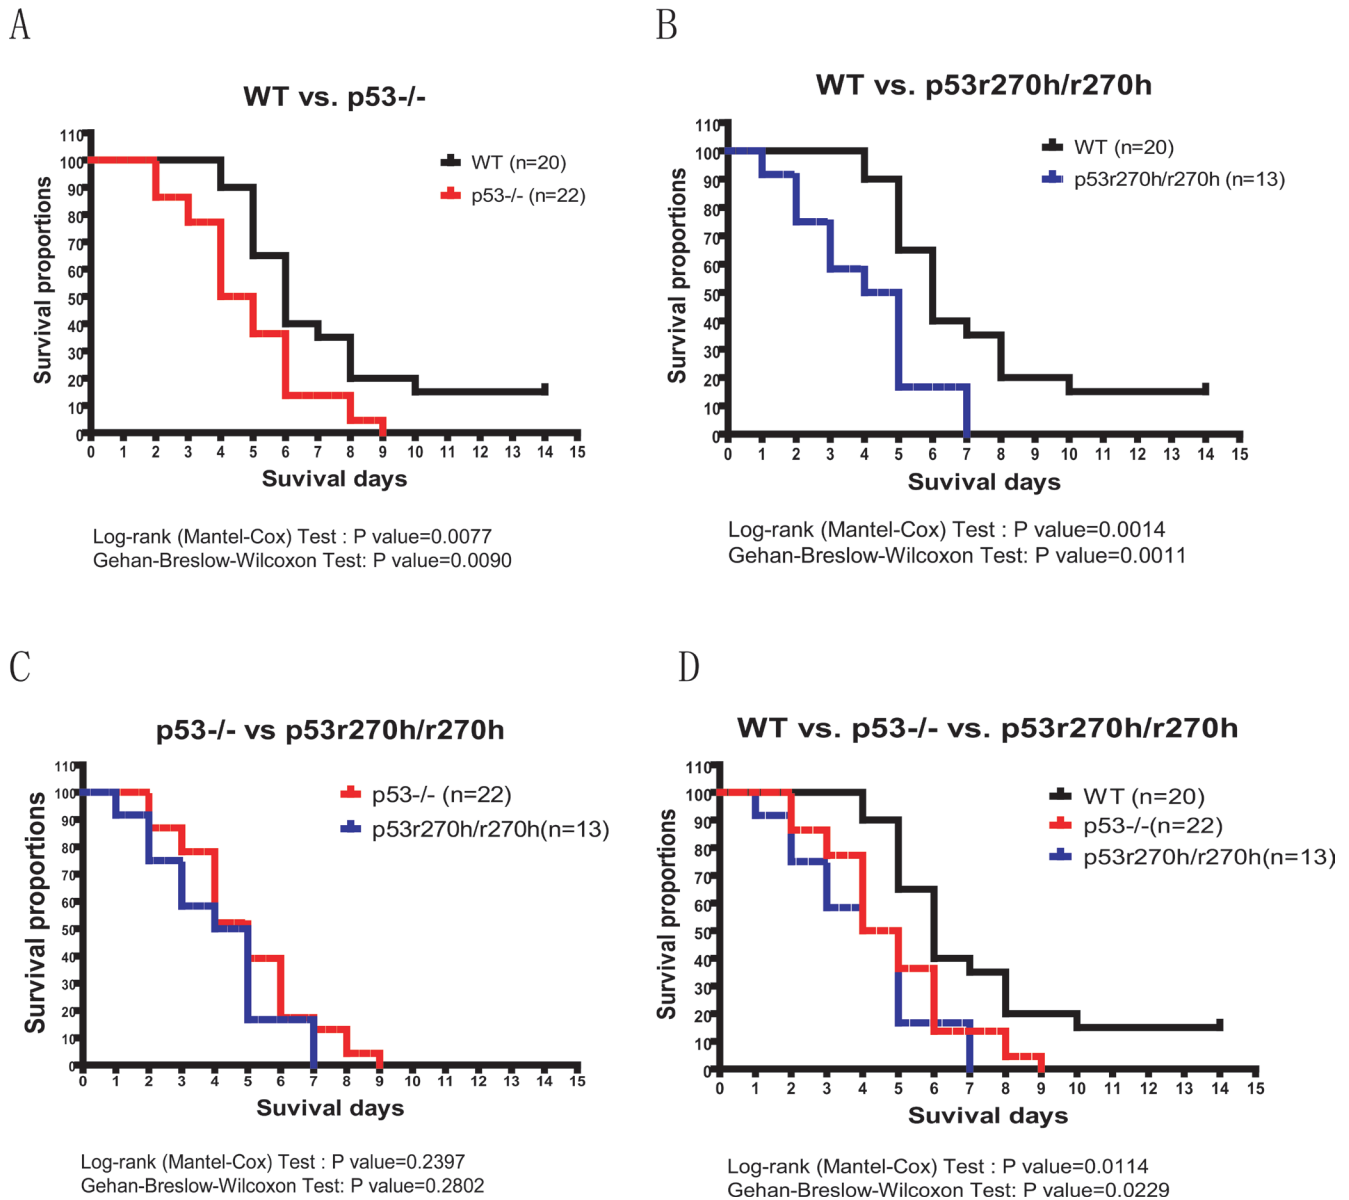 A
WT vs. p53-/-
110
100
90
80
70
60
50
40
30
20
10
0
Survival proportions
WT (n=20)
p53-/- (n=22)
0 1 2 3 4 5 6 7 8 9 10 11 12 13 14 15
Suvival days
Log-rank (Mantel-Cox) Test : P value=0.0077
Gehan-Breslow-Wilcoxon Test: P value=0.0090
B
WT vs. p53r270h/r270h
110
100
90
80
70
60
50
40
30
20
10
0
Survival proportions
WT (n=20)
p53r270h/r270h (n=13)
0 1 2 3 4 5 6 7 8 9 10 11 12 13 14 15
Suvival days
Log-rank (Mantel-Cox) Test : P value=0.0014
Gehan-Breslow-Wilcoxon Test: P value=0.0011
C
p53-/- vs p53r270h/r270h
110
100
90
80
70
60
50
40
30
20
10
0
Survival proportions
p53-/- (n=22)
p53r270h/r270h(n=13)
0 1 2 3 4 5 6 7 8 9 10 11 12 13 14 15
Suvival days
Log-rank (Mantel-Cox) Test : P value=0.2397
Gehan-Breslow-Wilcoxon Test: P value=0.2802
D
WT vs. p53-/- vs. p53r270h/r270h
110
100
90
80
70
60
50
40
30
20
10
0
Survival proportions
WT (n=20)
p53-/-(n=22)
p53r270h/r270h(n=13)
0 1 2 3 4 5 6 7 8 9 10 11 12 13 14 15
Suvival days
Log-rank (Mantel-Cox) Test : P value=0.0114
Gehan-Breslow-Wilcoxon Test: P value=0.0229